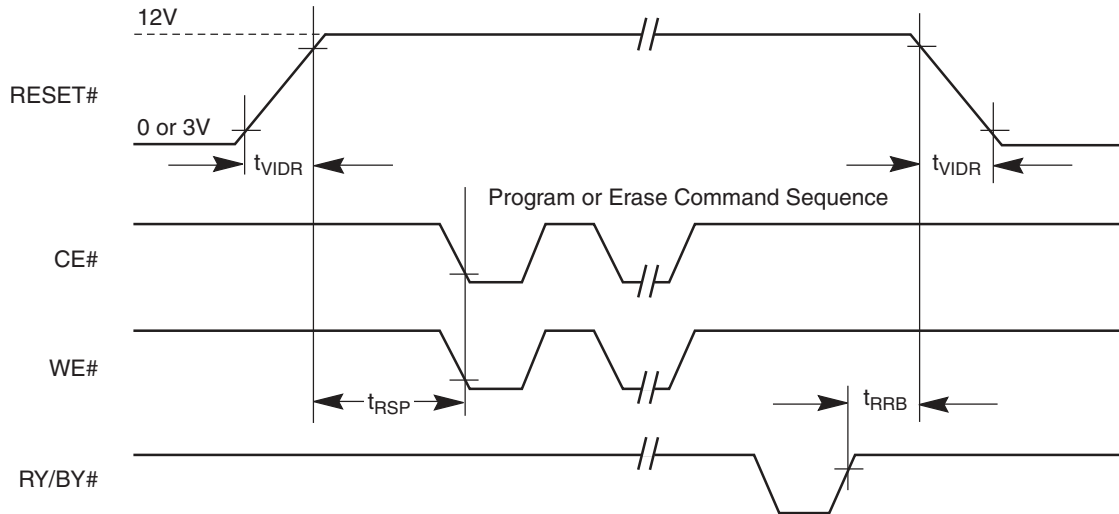 12V
RESET#
0 or 3V
tVIDR
tVIDR
Program or Erase Command Sequence
CE#
WE#
tRSP
tRRB
RY/BY#